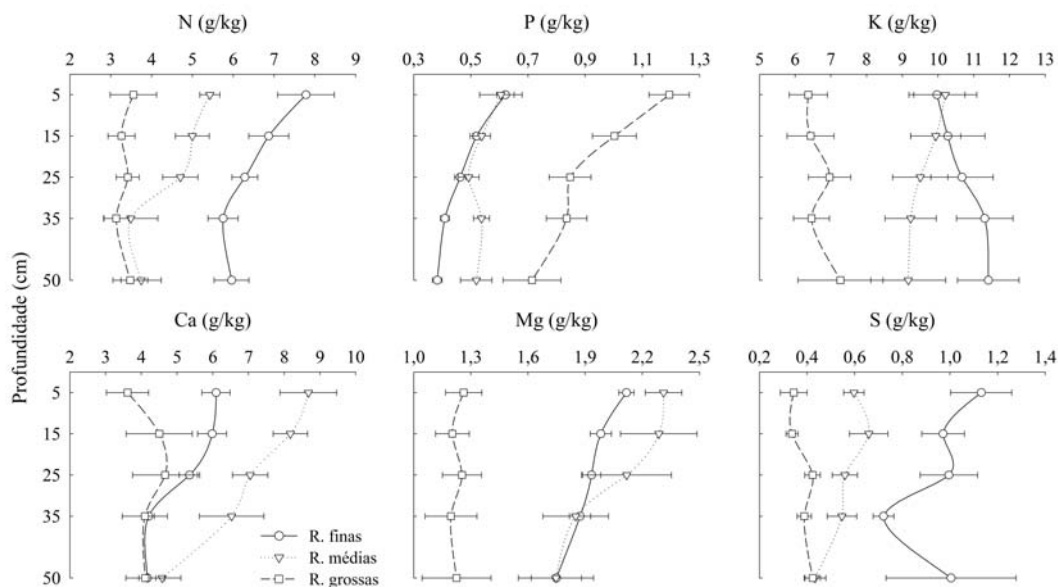 N (g/kg)
2 3 4 5 6 7 8 9
P (g/kg)
0,3 0,5 0,7 0,9 1,0 1,3
K (g/kg)
5 6 7 8 9 10 11 12 13
5
15
25
35
50
Profundidade (cm)
Ca (g/kg)
2 3 4 5 6 7 8 9 10
Mg (g/kg)
1,0 1,3 1,6 1,9 2,2 2,5
S (g/kg)
0,2 0,4 0,6 0,8 1,0 1,2 1,4
5
15
25
35
50
R. finas
R. médias
R. grossas